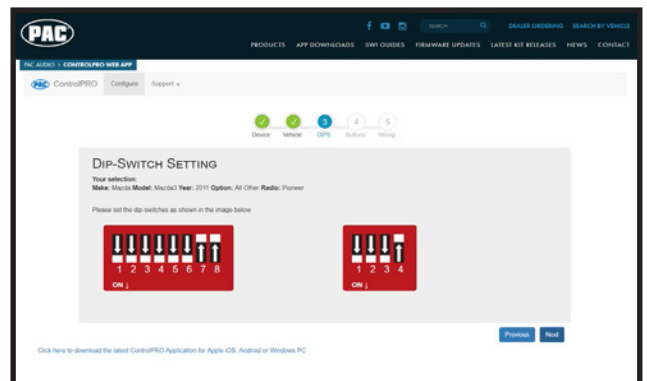 PAC
SEARCH
DEALER ORDERING SEARCH BY VEHICLE
PRODUCTS APP DOWNLOADS SWI GUIDES FIRMWARE UPDATES LATEST KIT RELEASES NEWS CONTACT
PAC AUDIO > CONTROLPRO WEB APP
PAC ControlPRO Configure Support
3 4 5
Device Vehicle DIPS Buttons Wiring
DIP-SWITCH SETTING
Your selection:
Make: Mazda Model: Mazda3 Year: 2011 Option: All Other Radio: Pioneer
Please set the dip switches as shown in the image below.
1 2 3 4 5 6 7 8
ON ↓
1 2 3 4
ON ↓
Previous Next
Click here to download the latest ControlPRO Application for Apple iOS, Android or Windows PC